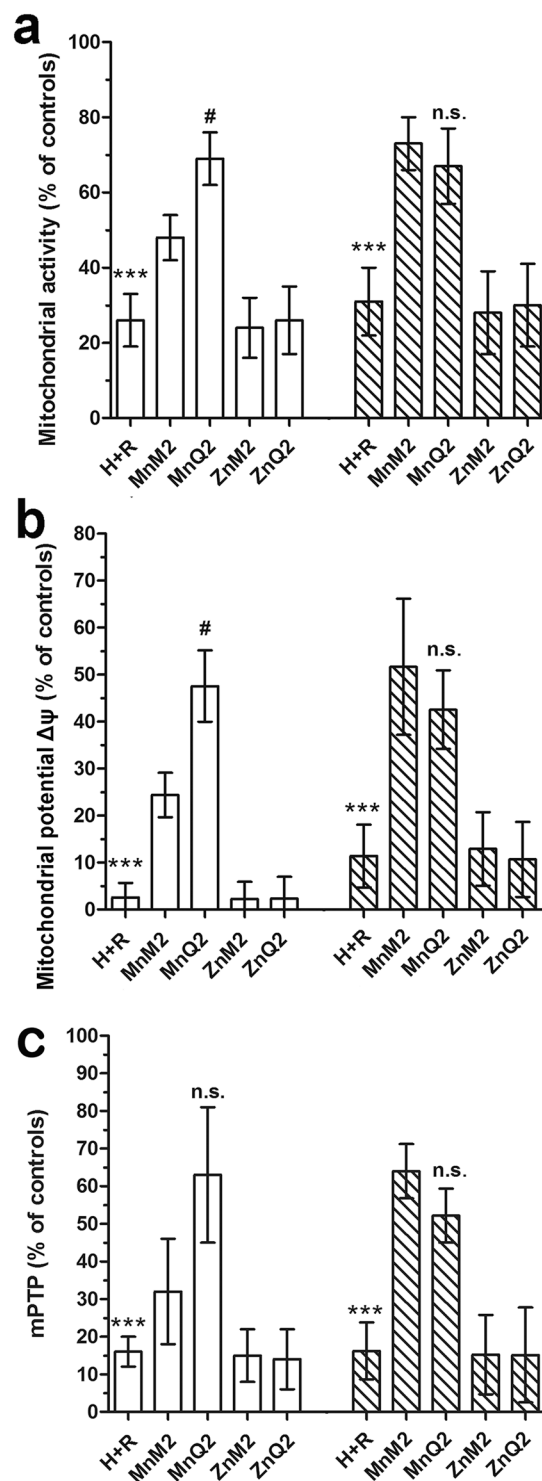 a
Mitochondrial activity (% of controls)
100
80
60
40
20
0
***
#
***
n.s.
H+R MnM2 MnQ2 ZnM2 ZnQ2 H+R MnM2 MnQ2 ZnM2 ZnQ2
b
Mitochondrial potential Δψ (% of controls)
80
70
60
50
40
30
20
10
0
***
#
***
n.s.
H+R MnM2 MnQ2 ZnM2 ZnQ2 H+R MnM2 MnQ2 ZnM2 ZnQ2
c
mPTP (% of controls)
100
90
80
70
60
50
40
30
20
10
0
***
n.s.
***
n.s.
H+R MnM2 MnQ2 ZnM2 ZnQ2 H+R MnM2 MnQ2 ZnM2 ZnQ2